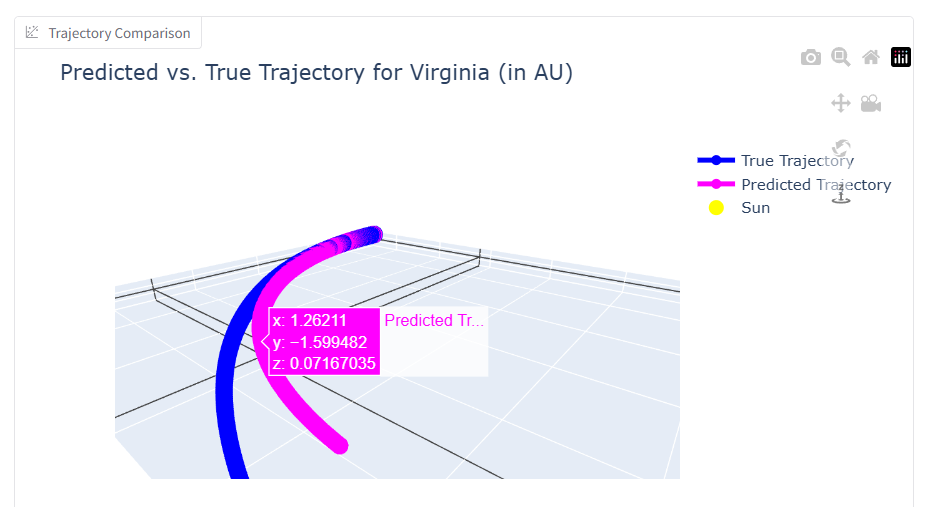 Trajectory Comparison
Predicted vs. True Trajectory for Virginia (in AU)
True Trajectory
Predicted Trajectory
Sun
x: 1.26211
y: −1.599482
z: 0.07167035
Predicted Tr...